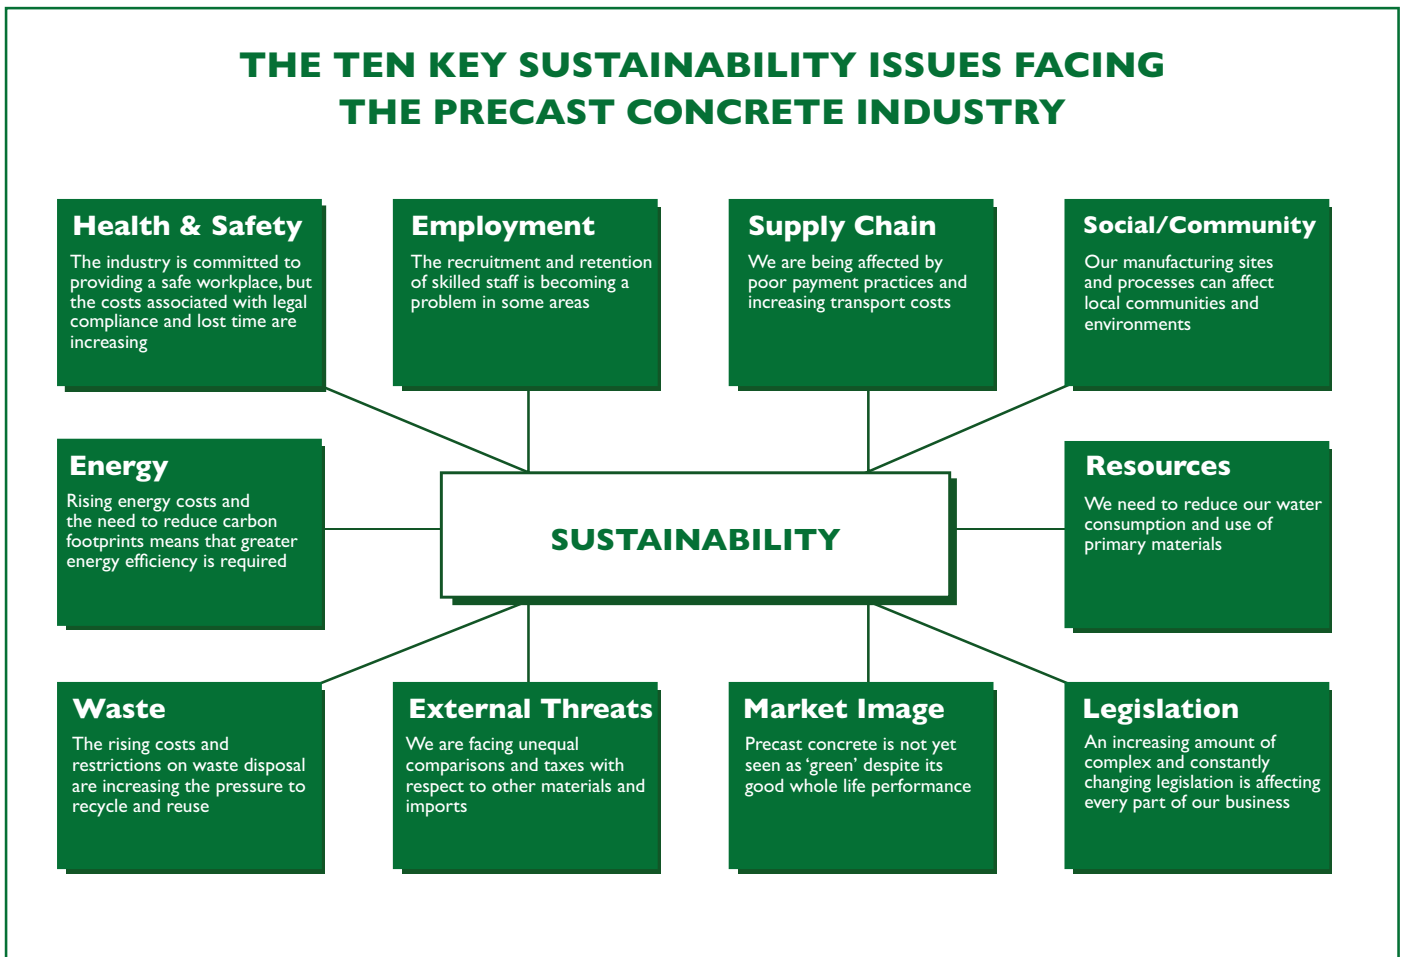 THE TEN KEY SUSTAINABILITY ISSUES FACING
THE PRECAST CONCRETE INDUSTRY
Health & Safety
The industry is committed to
providing a safe workplace, but
the costs associated with legal
compliance and lost time are
increasing
Employment
The recruitment and retention
of skilled staff is becoming a
problem in some areas
Supply Chain
We are being affected by
poor payment practices and
increasing transport costs
Social/Community
Our manufacturing sites
and processes can affect
local communities and
environments
Energy
Rising energy costs and
the need to reduce carbon
footprints means that greater
energy efficiency is required
SUSTAINABILITY
Resources
We need to reduce our water
consumption and use of
primary materials
Waste
The rising costs and
restrictions on waste disposal
are increasing the pressure to
recycle and reuse
External Threats
We are facing unequal
comparisons and taxes with
respect to other materials and
imports
Market Image
Precast concrete is not yet
seen as ‘green’ despite its
good whole life performance
Legislation
An increasing amount of
complex and constantly
changing legislation is affecting
every part of our business